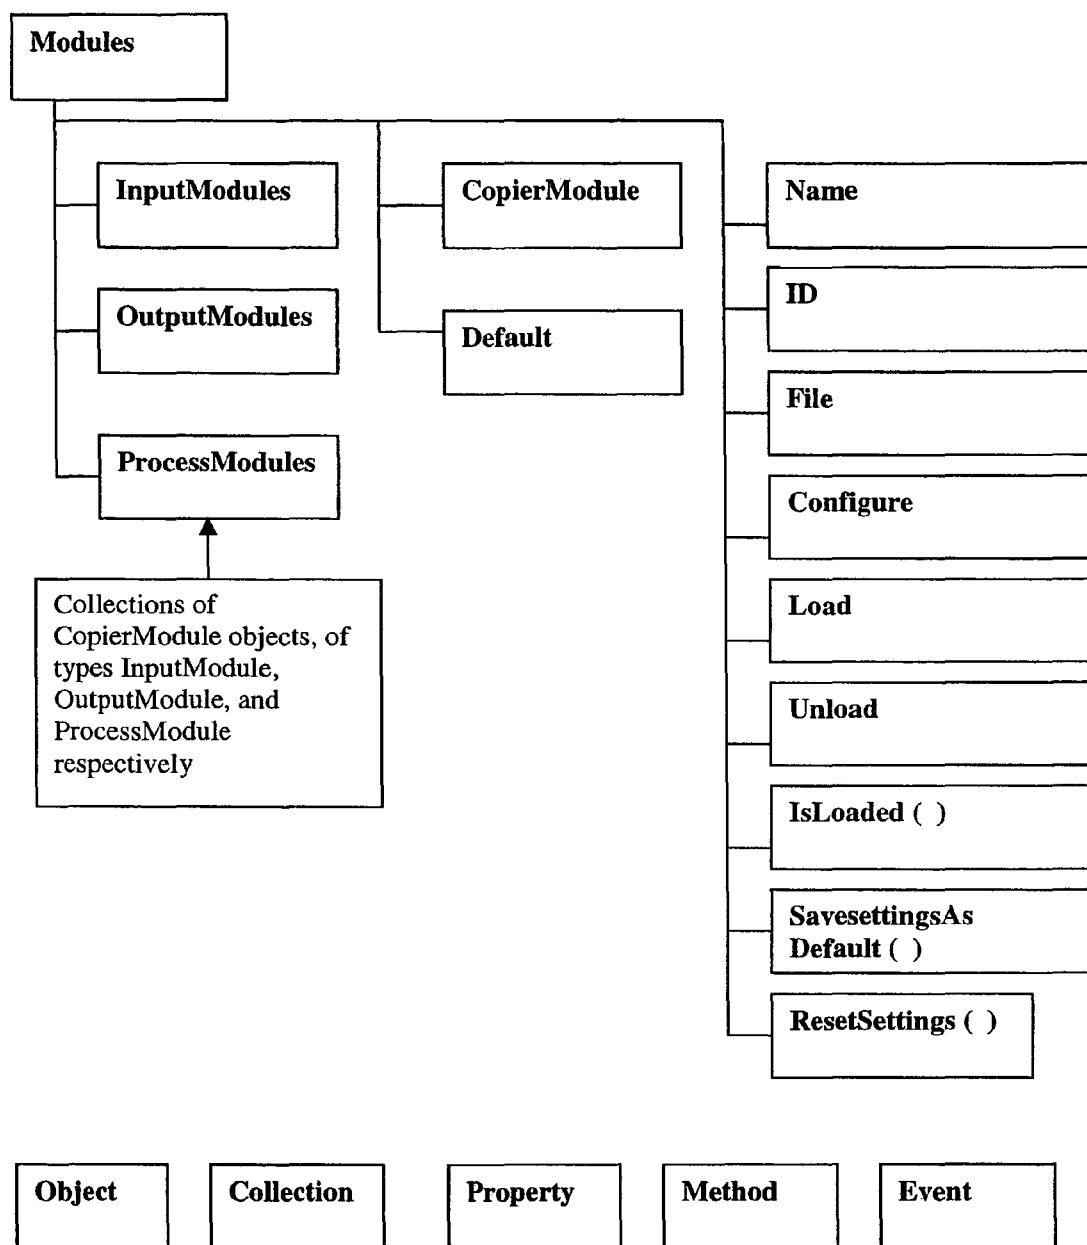 Modules
InputModules
OutputModules
ProcessModules
Collections of
CopierModule objects, of
types InputModule,
OutputModule, and
ProcessModule
respectively
CopierModule
Default
Name
ID
File
Configure
Load
Unload
IsLoaded ( )
SavesettingsAs
Default ( )
ResetSettings ( )
Object
Collection
Property
Method
Event